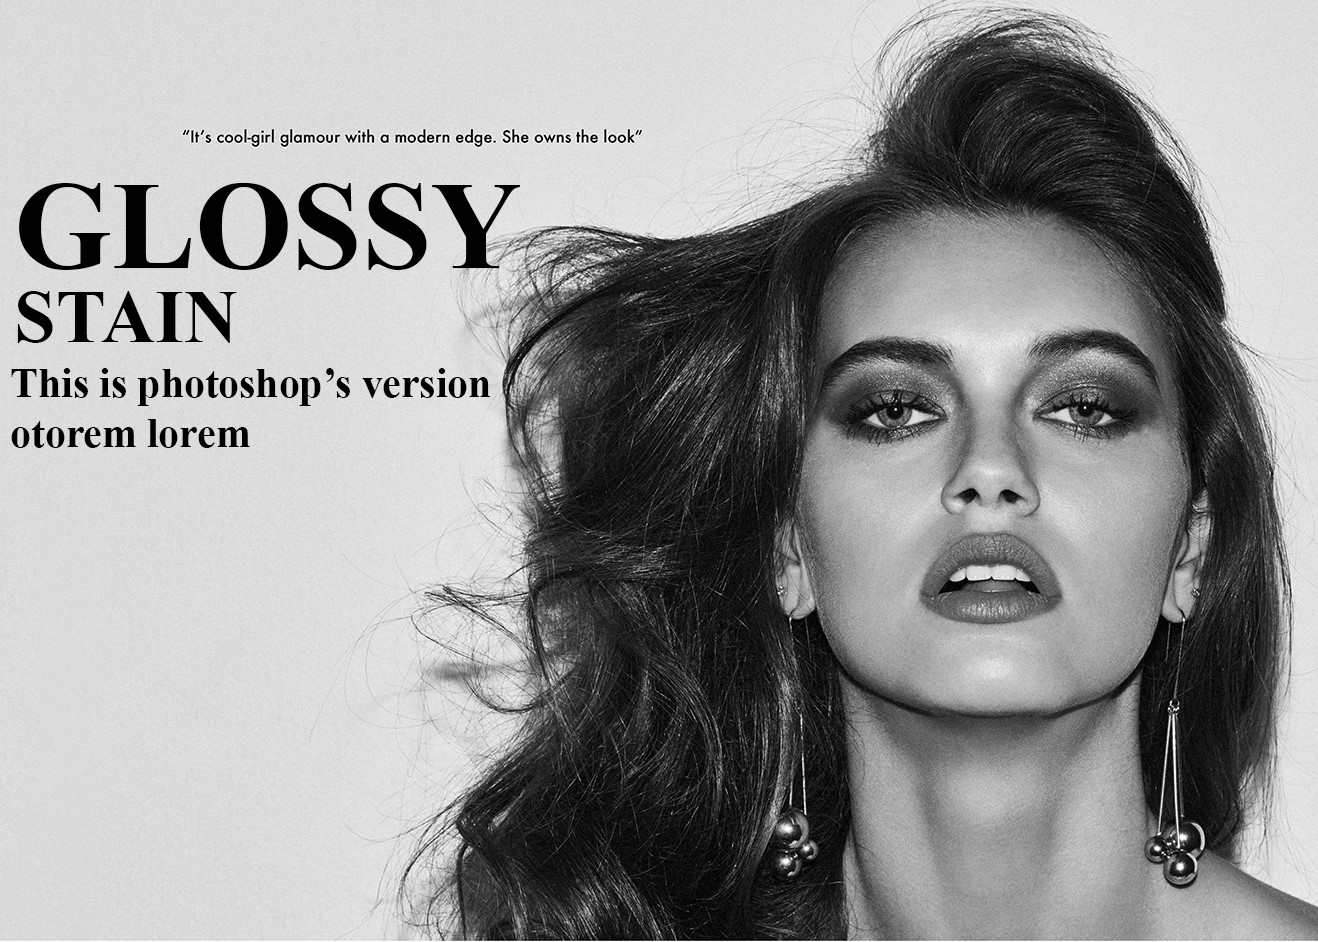 “It’s cool-girl glamour with a modern edge. She owns the look”
GLOSSY
STAIN
This is photoshop’s version
otorem lorem